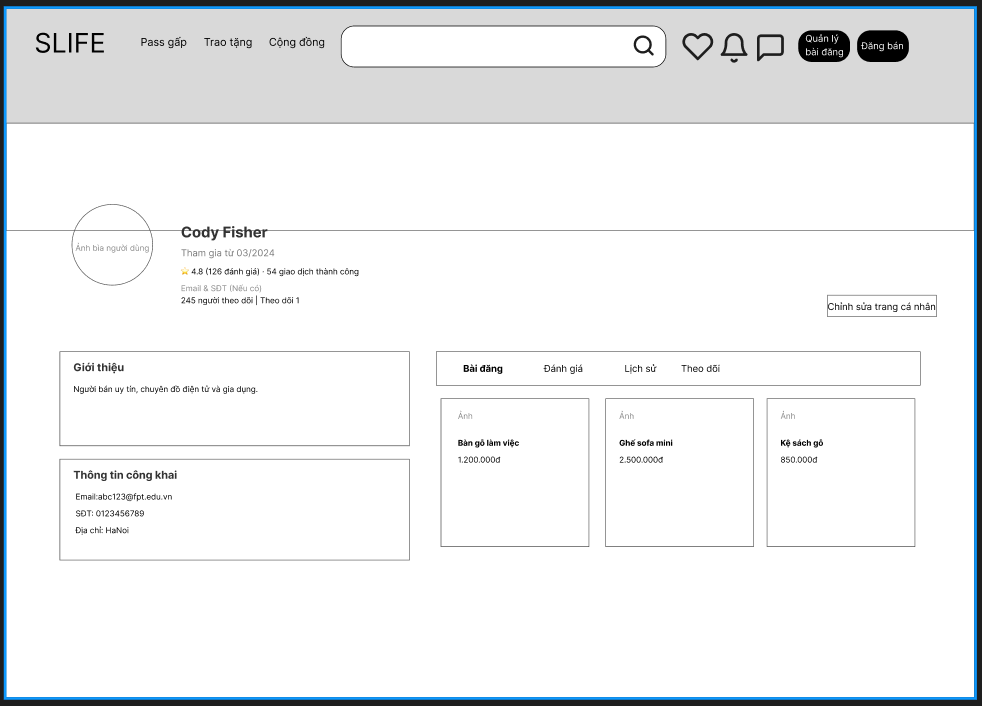 SLIFE
Pass gấp
Trao tặng
Cộng đồng
Quản lý
bài đăng
Đăng bán
Ảnh bìa người dùng
Cody Fisher
Tham gia từ 03/2024
⭐ 4.8 (126 đánh giá) · 54 giao dịch thành công
Email & SĐT (Nếu có)
245 người theo dõi | Theo dõi 1
Chỉnh sửa trang cá nhân
Giới thiệu
Người bán uy tín, chuyên đồ điện tử và gia dụng.
Thông tin công khai
Email:abc123@fpt.edu.vn
SĐT: 0123456789
Địa chỉ: HaNoi
Bài đăng
Đánh giá
Lịch sử
Theo dõi
Ảnh
Bàn gỗ làm việc
1.200.000đ
Ảnh
Ghế sofa mini
2.500.000đ
Ảnh
Kệ sách gỗ
850.000đ